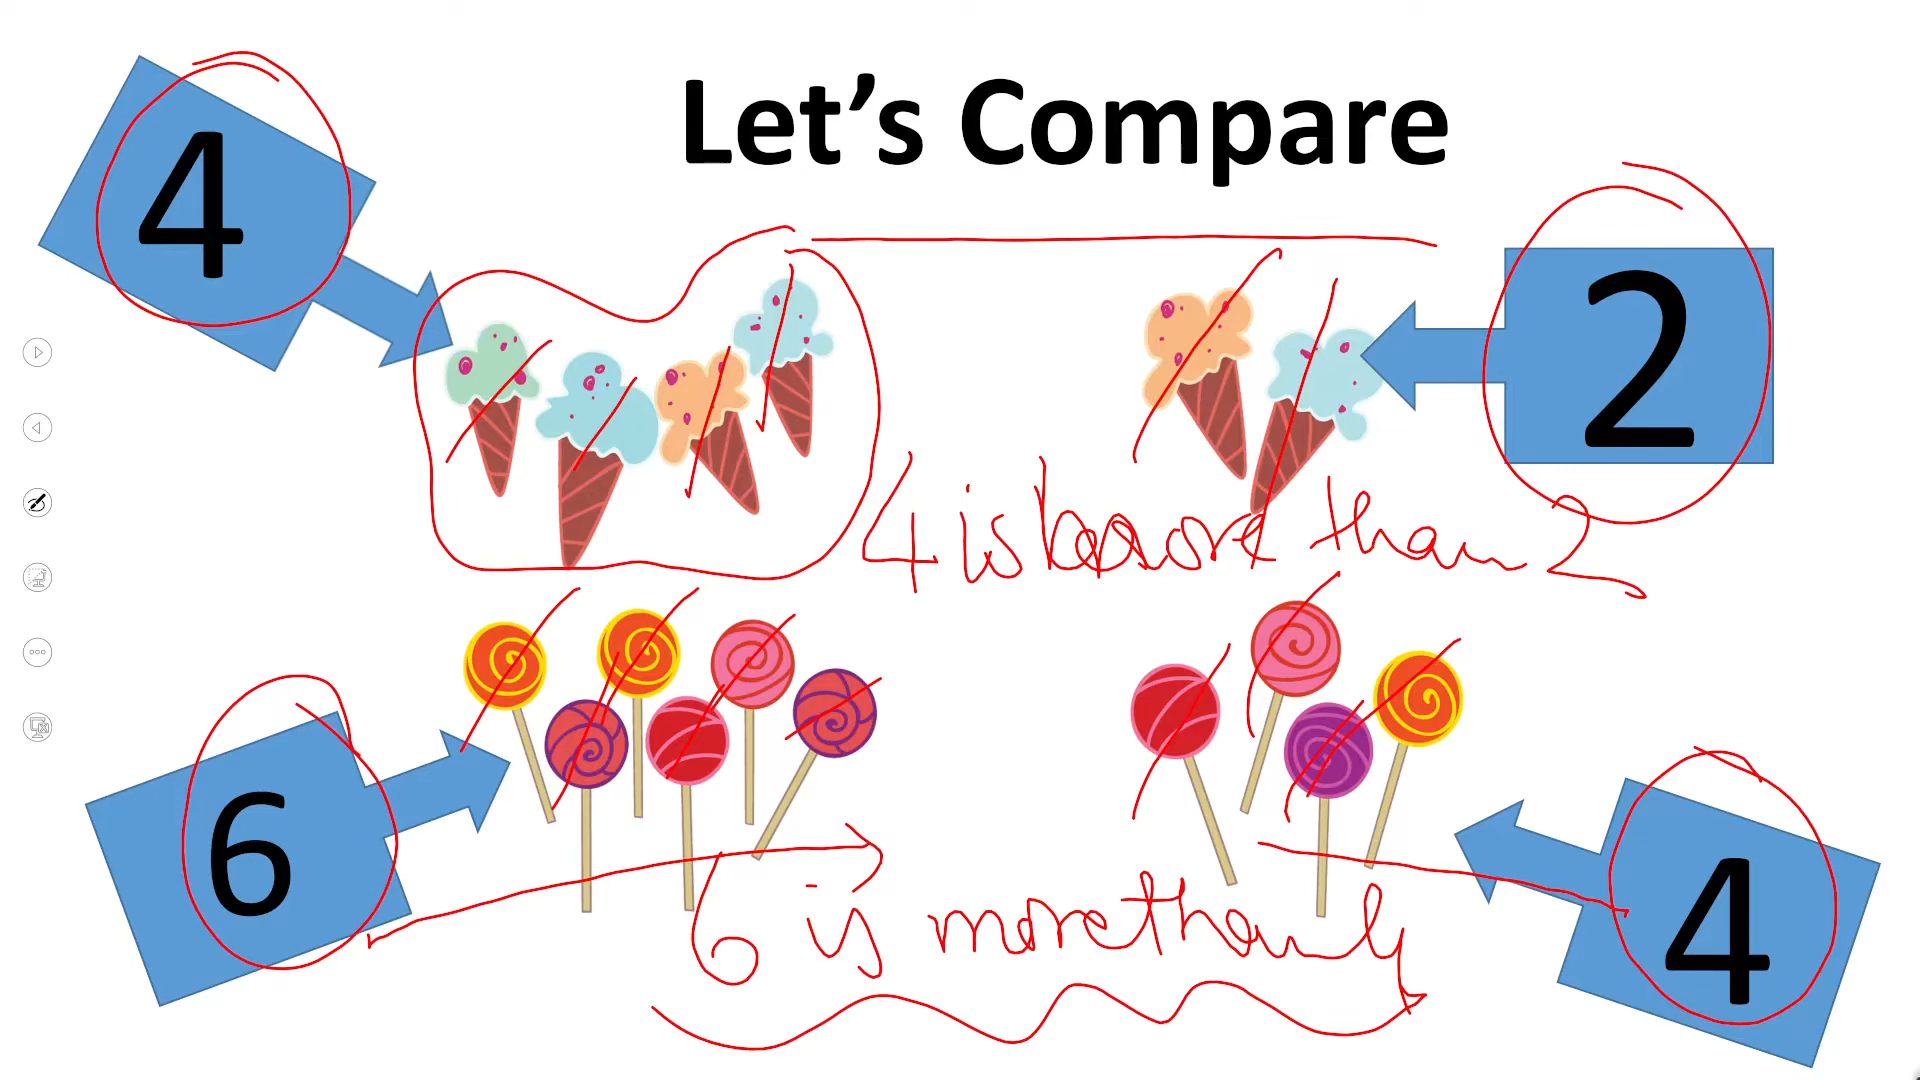 Let's Compare
4
2
4 is more than 2
6
4
6 is more than 4